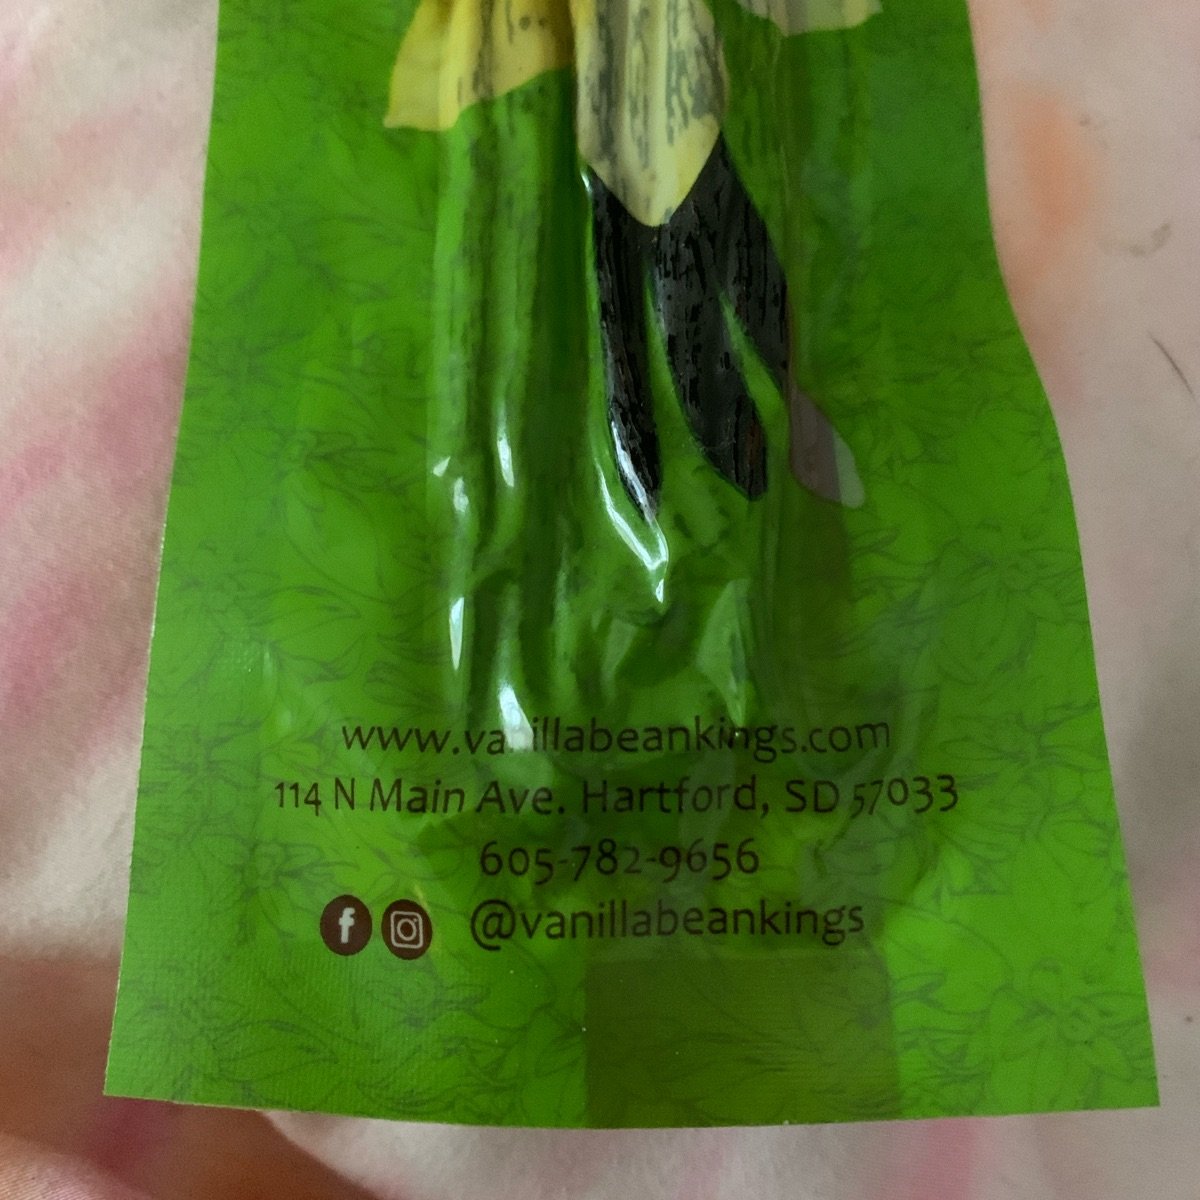 www.vanillabeankings.com
114 N Main Ave. Hartford, SD 57033
605-782-9656
@vanillabeankings